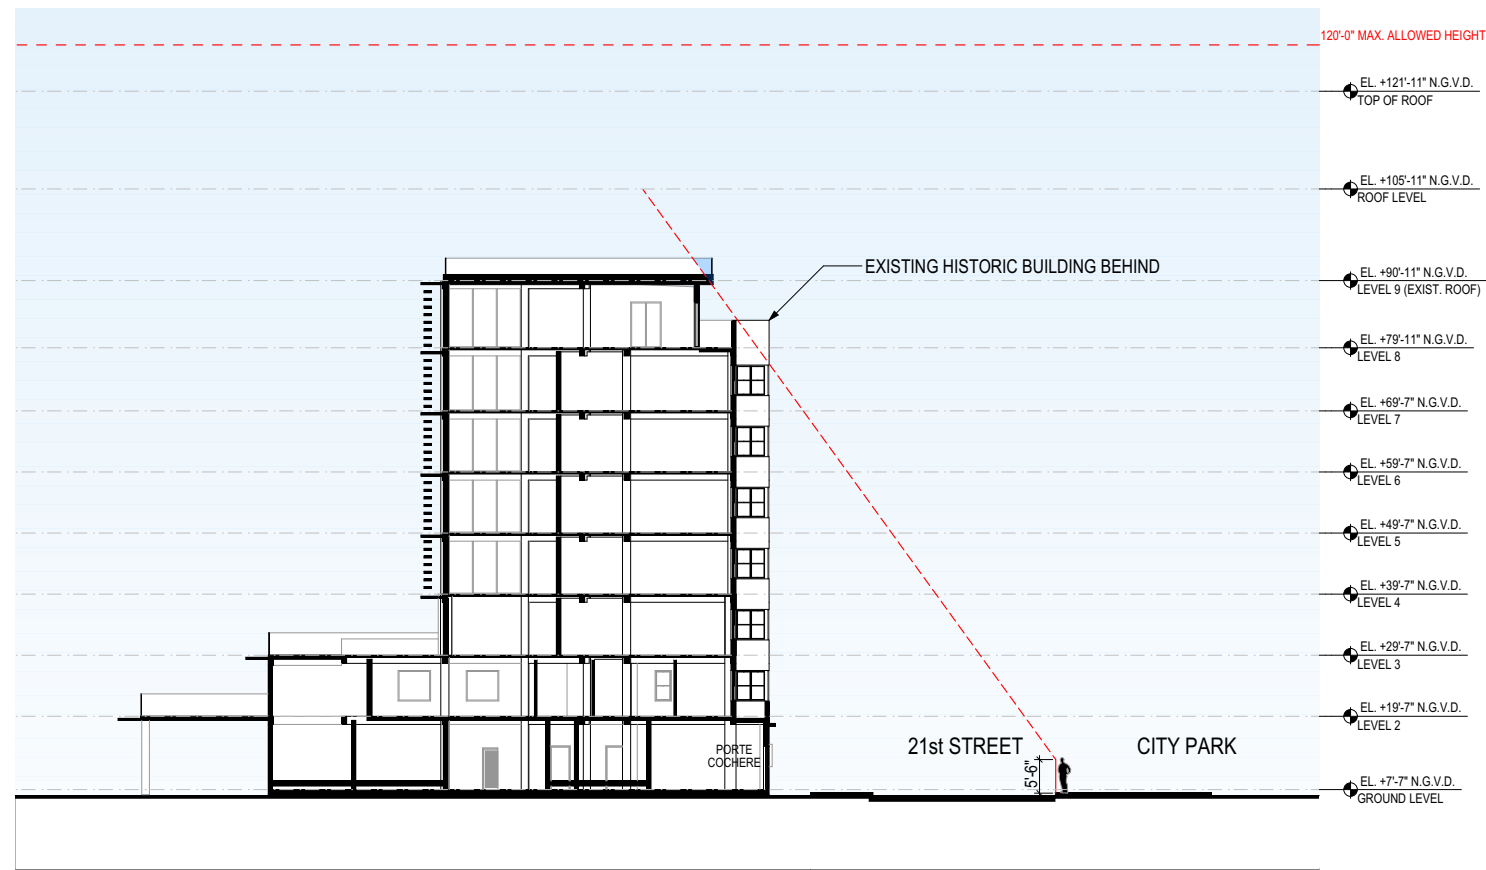 120'-0" MAX. ALLOWED HEIGHT
EL. +121'-11" N.G.V.D.
TOP OF ROOF
EL. +105'-11" N.G.V.D.
ROOF LEVEL
EXISTING HISTORIC BUILDING BEHIND
EL. +90'-11" N.G.V.D.
LEVEL 9 (EXIST. ROOF)
EL. +79'-11" N.G.V.D.
LEVEL 8
EL. +69'-7" N.G.V.D.
LEVEL 7
EL. +59'-7" N.G.V.D.
LEVEL 6
EL. +49'-7" N.G.V.D.
LEVEL 5
EL. +39'-7" N.G.V.D.
LEVEL 4
EL. +29'-7" N.G.V.D.
LEVEL 3
EL. +19'-7" N.G.V.D.
LEVEL 2
PORTE
COCHERE
21st STREET
CITY PARK
5'-6"
EL. +7'-7" N.G.V.D.
GROUND LEVEL